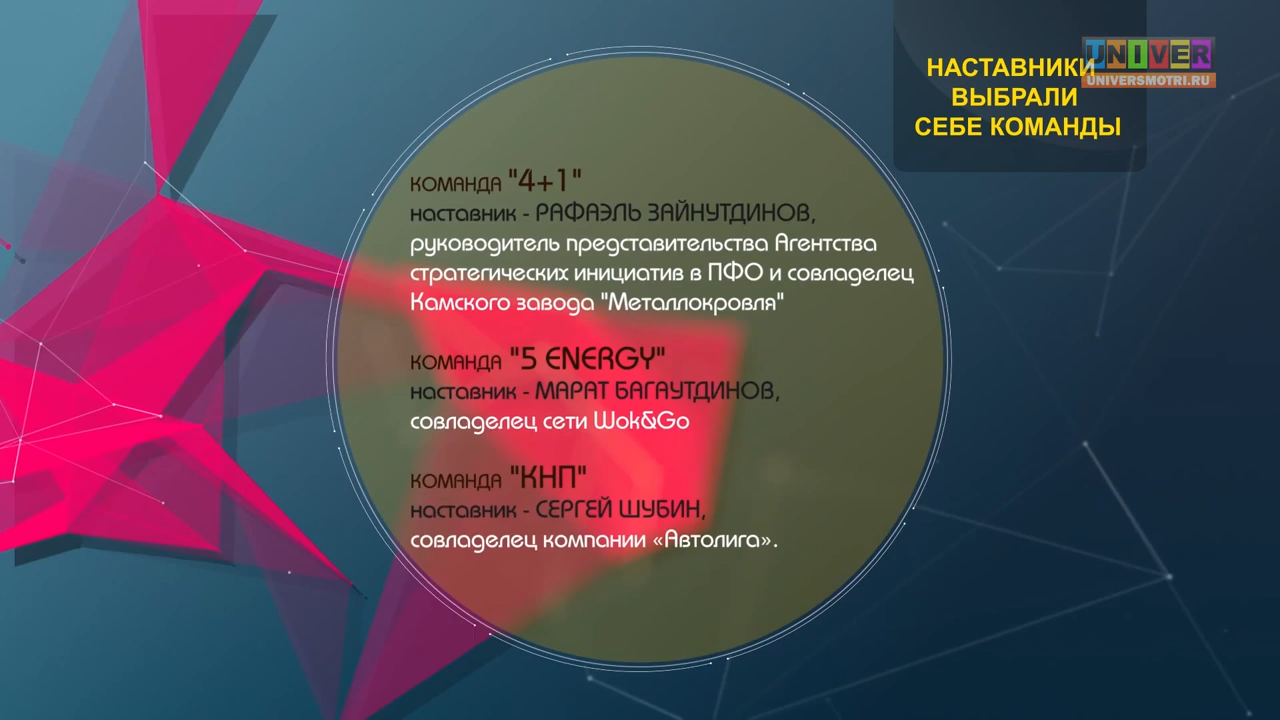 UNIVER
UNIVERSMOTRI.RU
НАСТАВНИКИ
ВЫБРАЛИ
СЕБЕ КОМАНДЫ
КОМАНДА "4+1"
наставник - РАФАЭЛЬ ЗАЙНУТДИНОВ,
руководитель представительства Агентства
стратегических инициатив в ПФО и совладелец
Камского завода "Металлокровля"
КОМАНДА "5 ENERGY"
наставник - МАРАТ БАГАУТДИНОВ,
совладелец сети Wok&Go
КОМАНДА "КНП"
наставник - СЕРГЕЙ ШУБИН,
совладелец компании «Автолига».